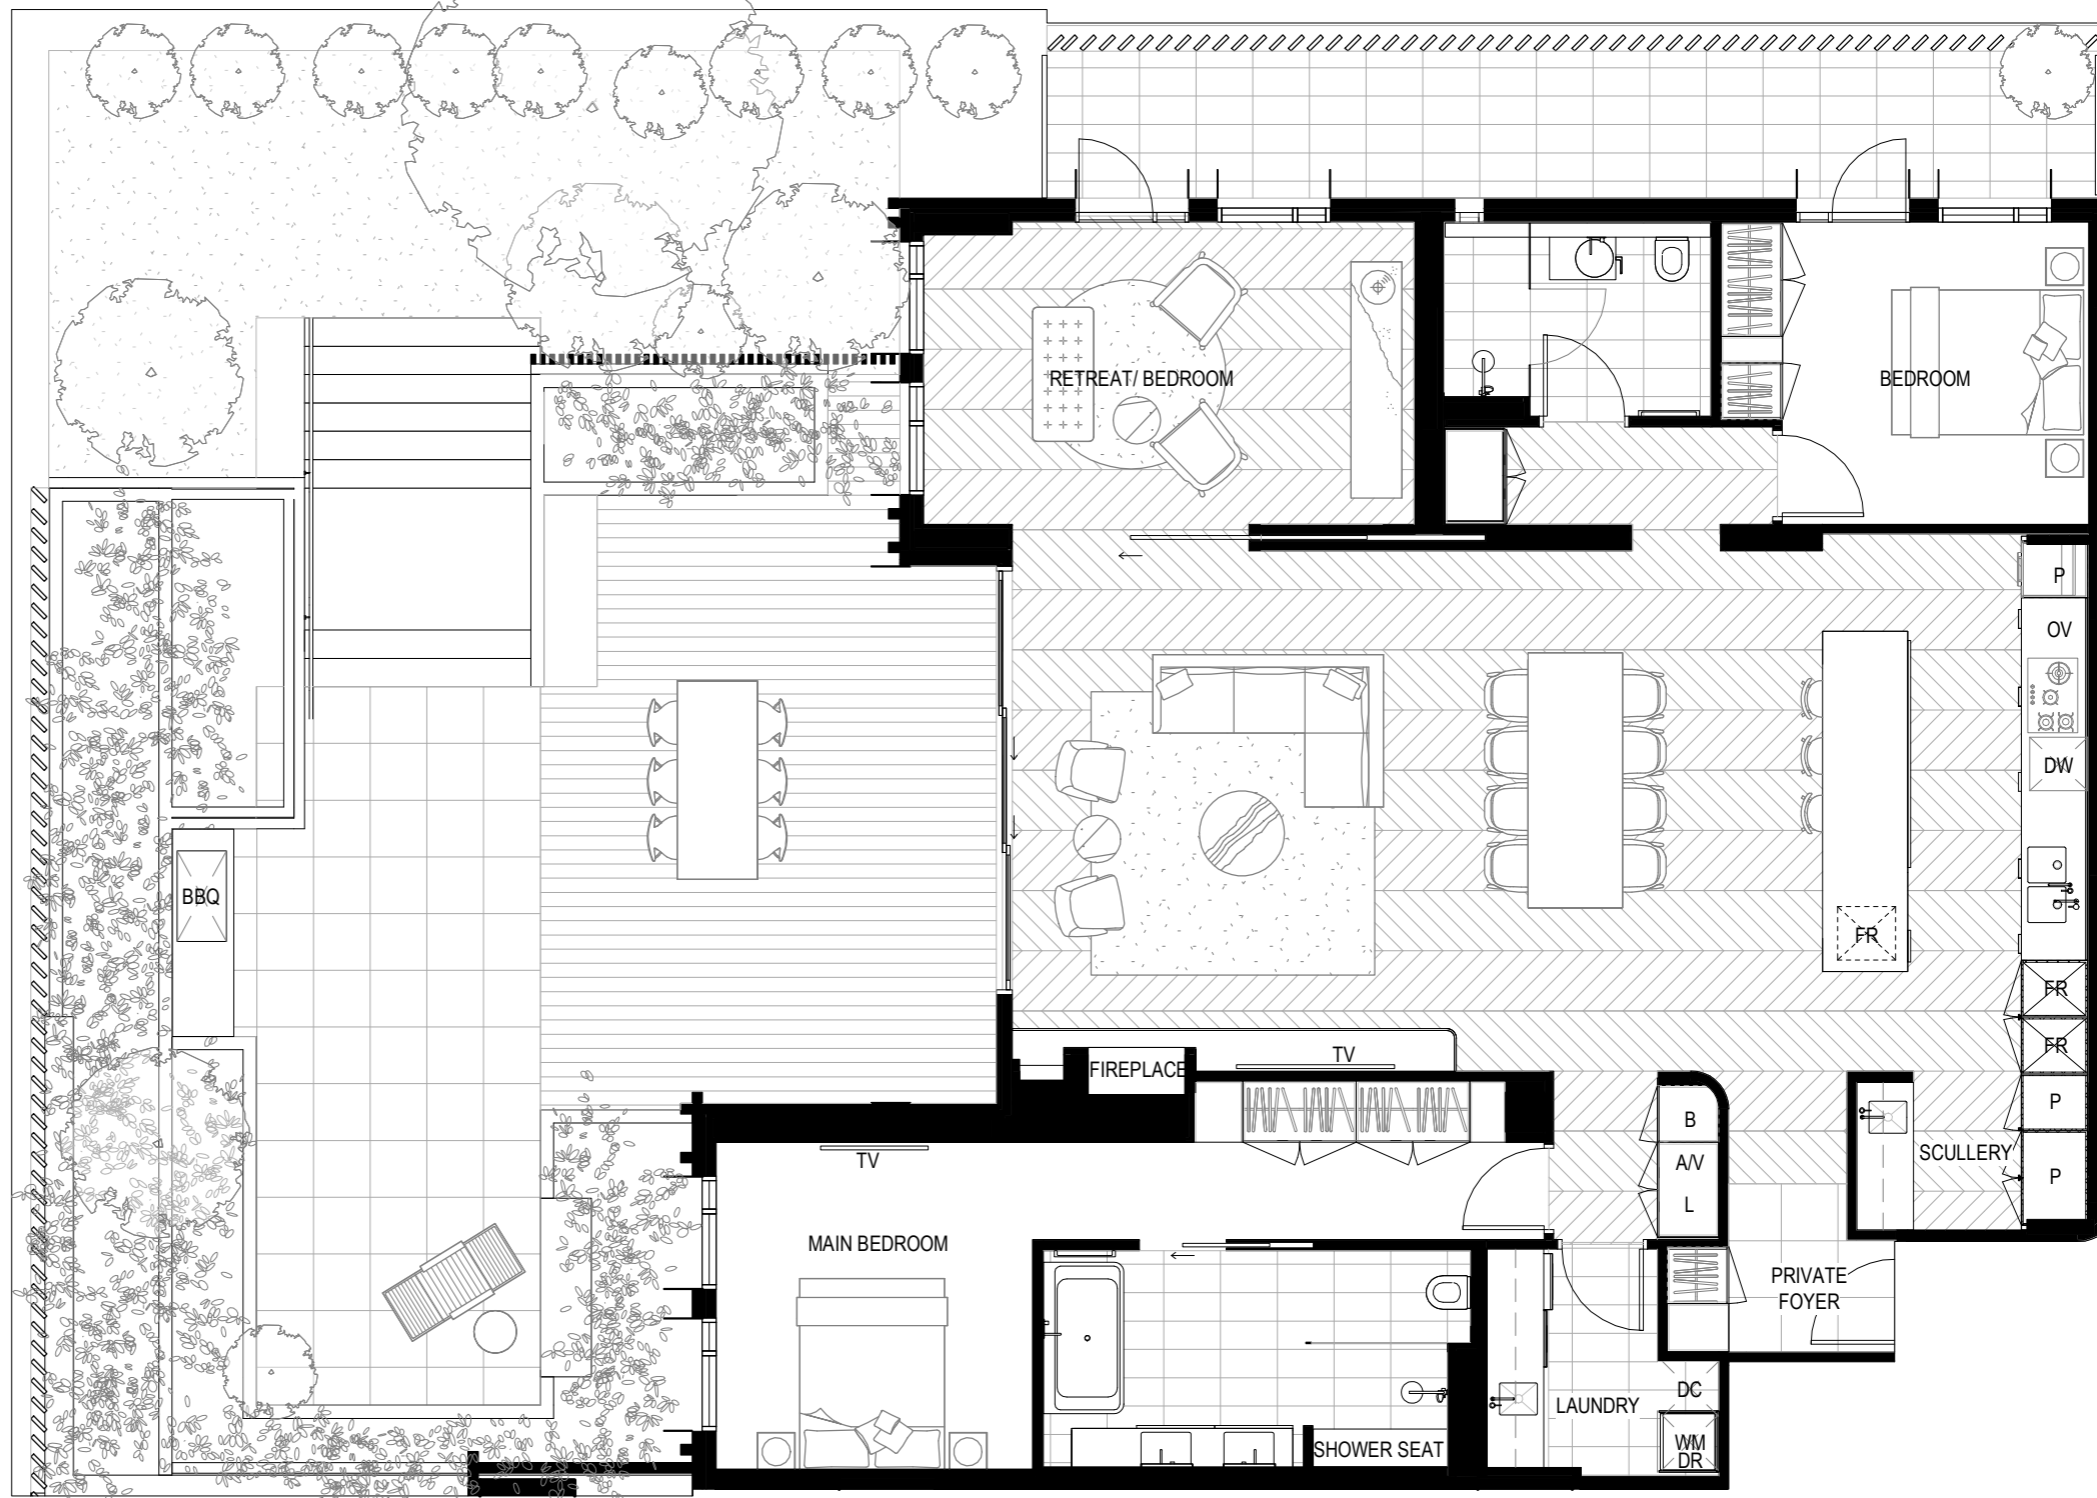 RETREAT/ BEDROOM
BEDROOM
P
OV
DW
BBQ
FR
FR
FR
FIREPLACE
TV
B
P
A/V
SCULLERY
P
L
TV
MAIN BEDROOM
PRIVATE
FOYER
DC
LAUNDRY
SHOWER SEAT
WM
DR